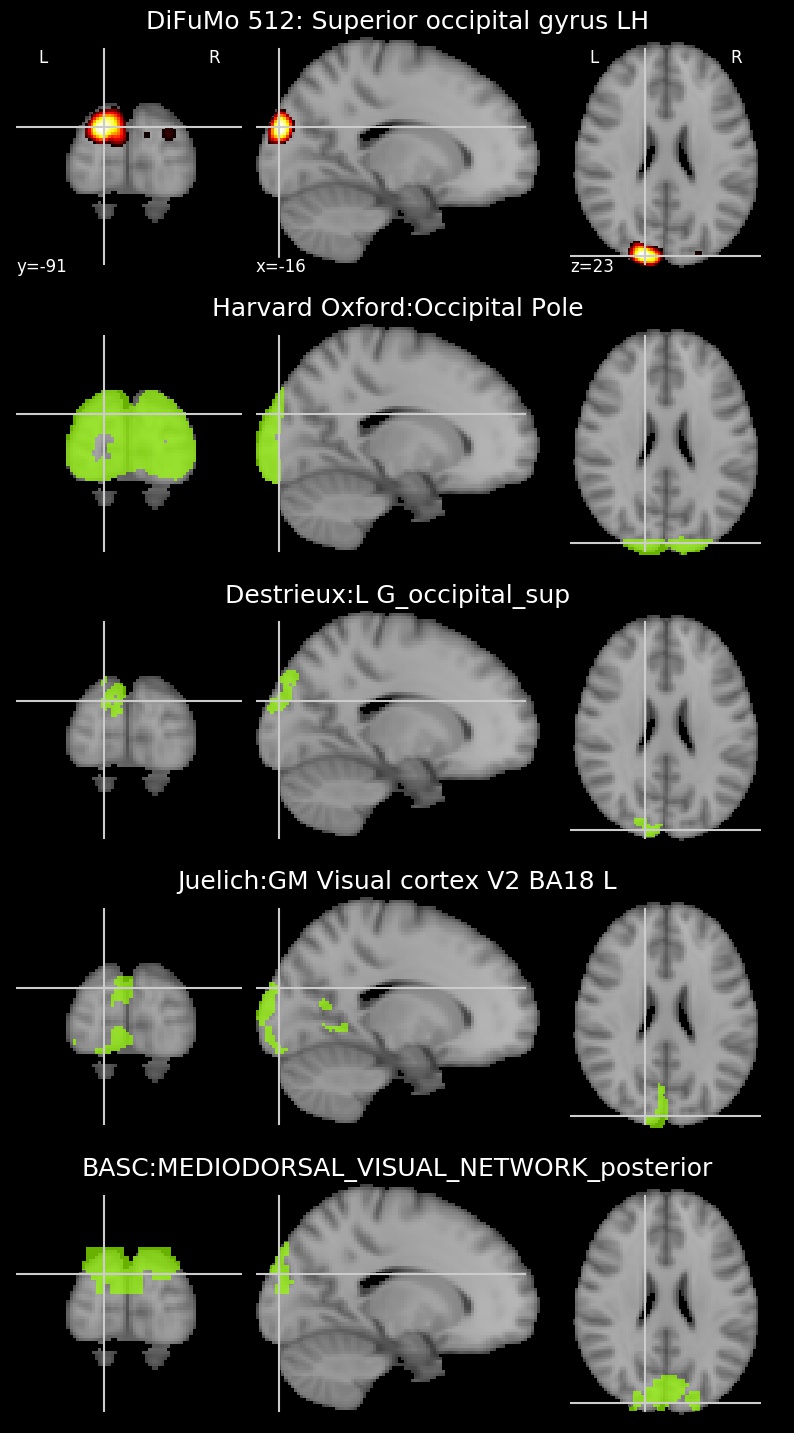 DiFuMo 512: Superior occipital gyrus LH
L R L R
y=-91 x=-16 z=23
Harvard Oxford:Occipital Pole
Destrieux:L G_occipital_sup
Juelich:GM Visual cortex V2 BA18 L
BASC:MEDIODORSAL_VISUAL_NETWORK_posterior